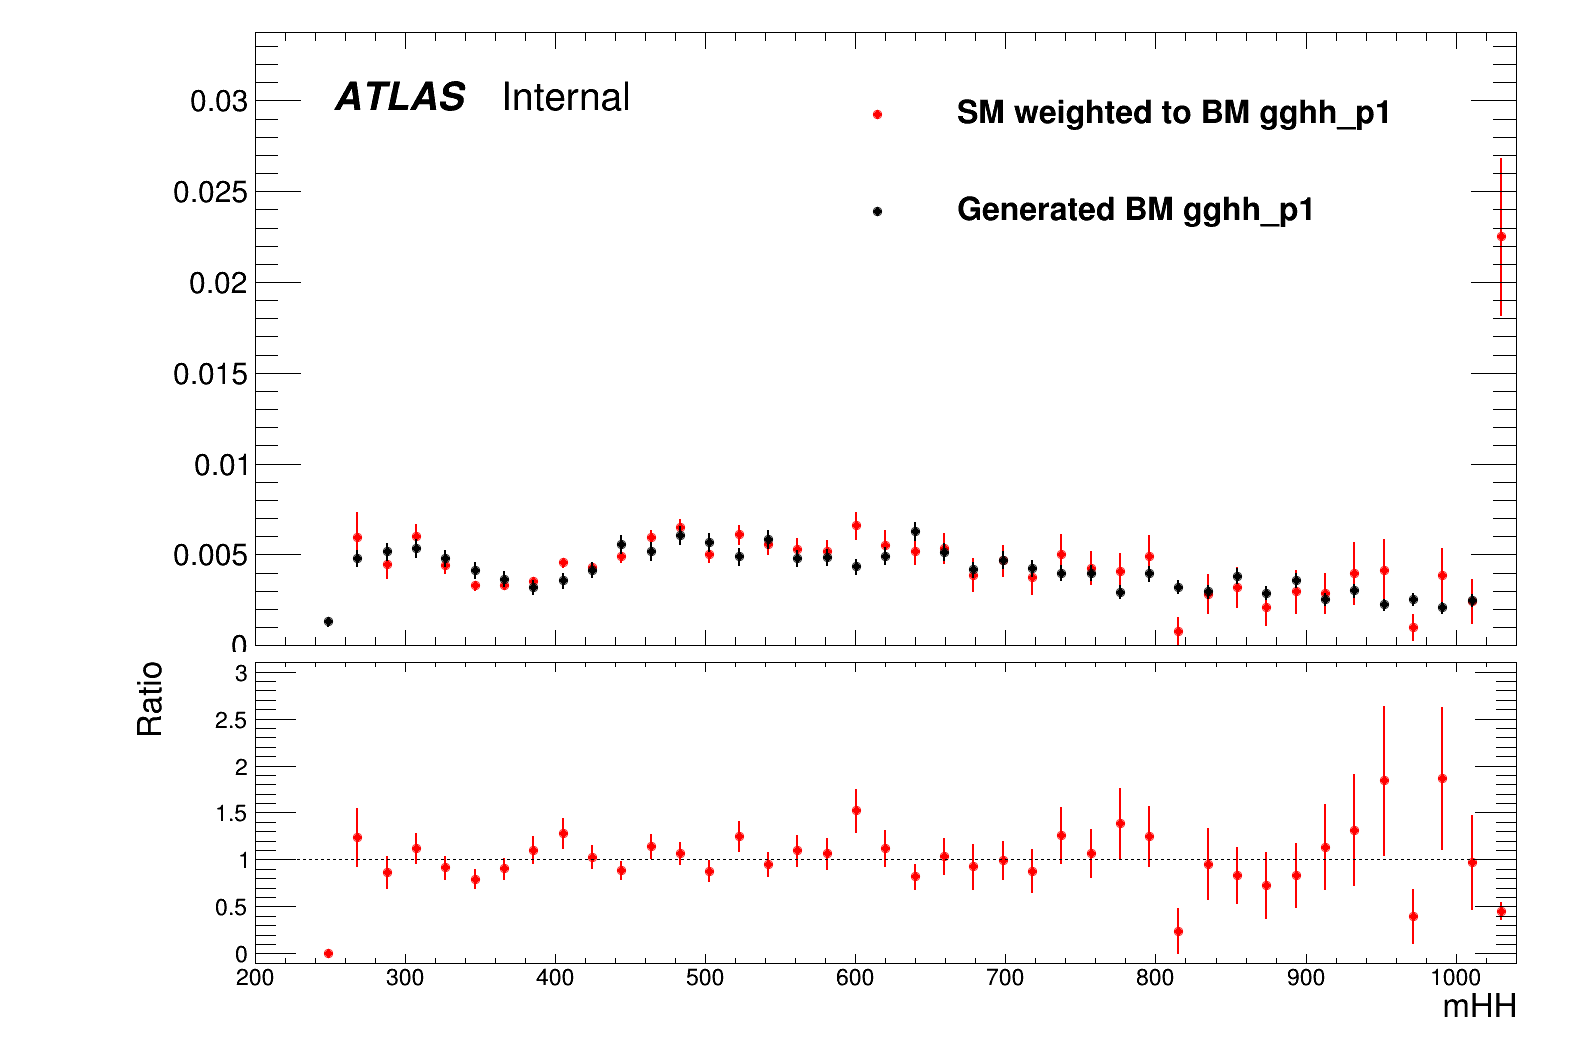 ATLAS Internal
SM weighted to BM gghh_p1
Generated BM gghh_p1
0.03
0.025
0.02
0.015
0.01
0.005
0
Ratio
3
2.5
2
1.5
1
0.5
0
200 300 400 500 600 700 800 900 1000
mHH